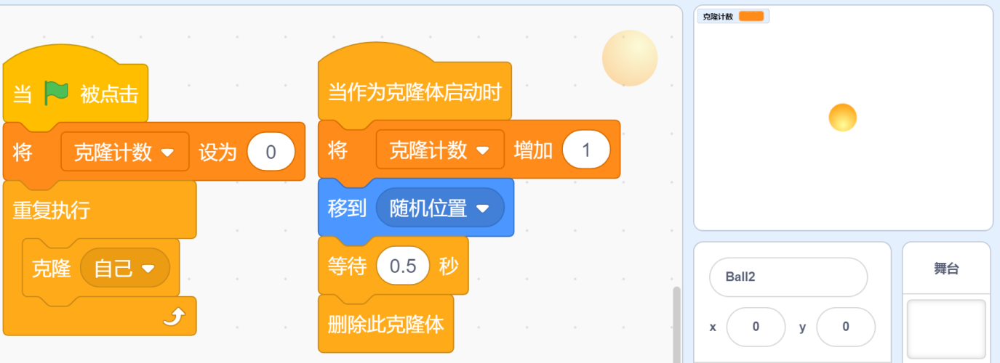 当 被点击
将 克隆计数 设为 0
重复执行
克隆 自己
当作为克隆体启动时
将 克隆计数 增加 1
移到 随机位置
等待 0.5 秒
删除此克隆体
克隆计数
Ball2
x 0 y 0
舞台